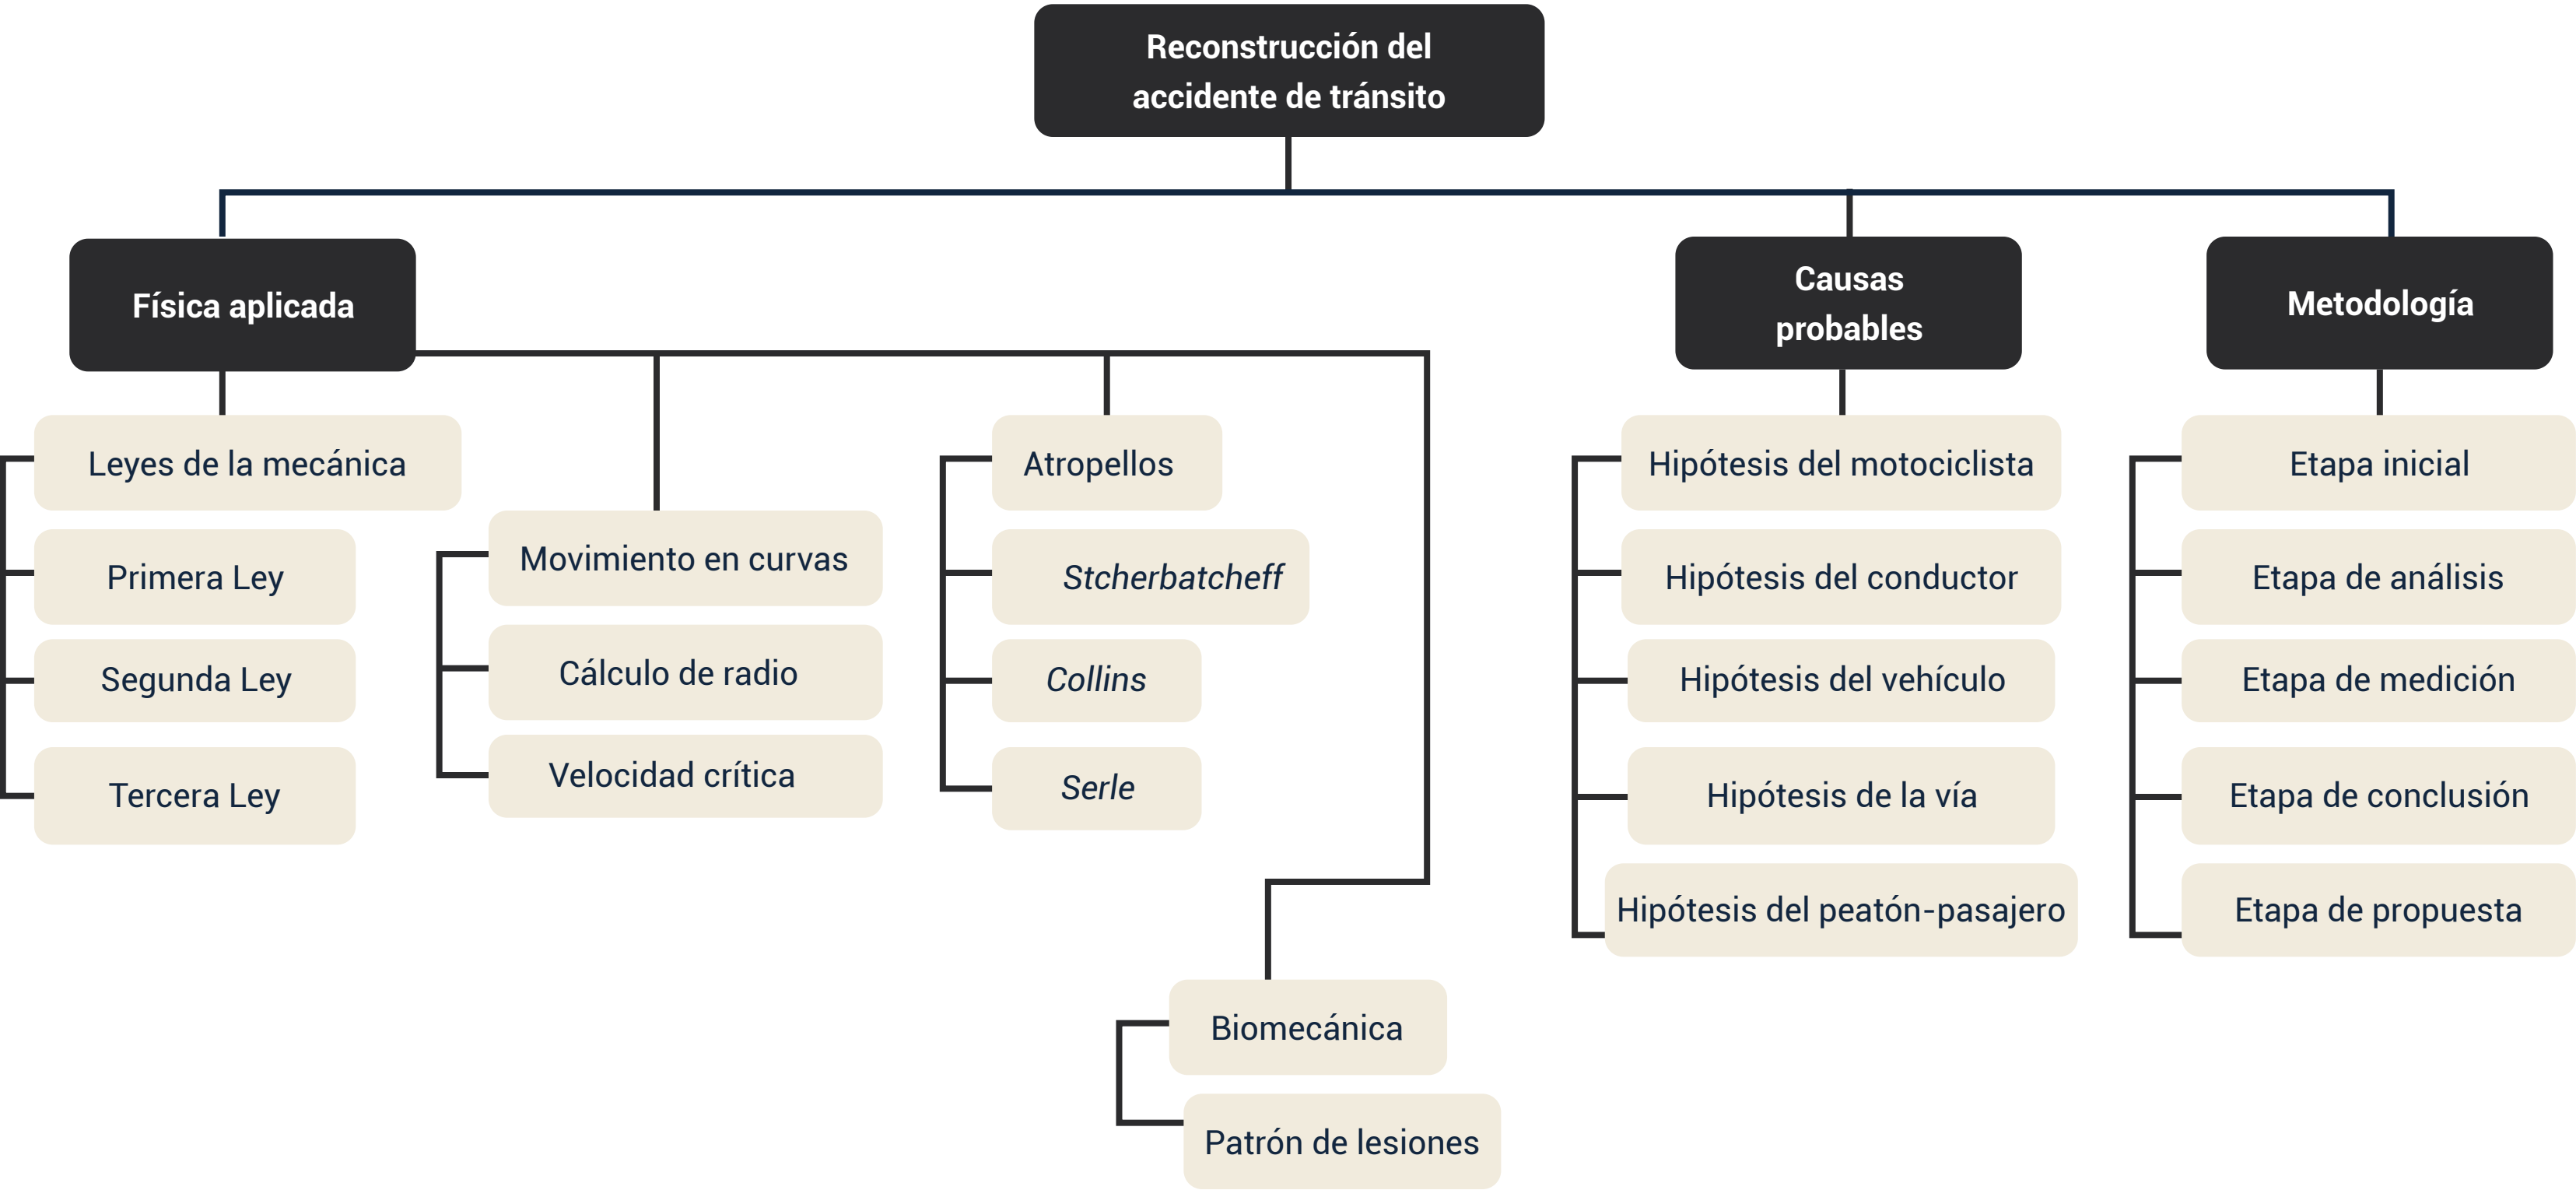 Reconstrucción del
accidente de tránsito
Física aplicada
Causas
probables
Metodología
Leyes de la mecánica
Primera Ley
Segunda Ley
Tercera Ley
Movimiento en curvas
Cálculo de radio
Velocidad crítica
Atropellos
Stcherbatcheff
Collins
Serle
Biomecánica
Patrón de lesiones
Hipótesis del motociclista
Hipótesis del conductor
Hipótesis del vehículo
Hipótesis de la vía
Hipótesis del peatón-pasajero
Etapa inicial
Etapa de análisis
Etapa de medición
Etapa de conclusión
Etapa de propuesta